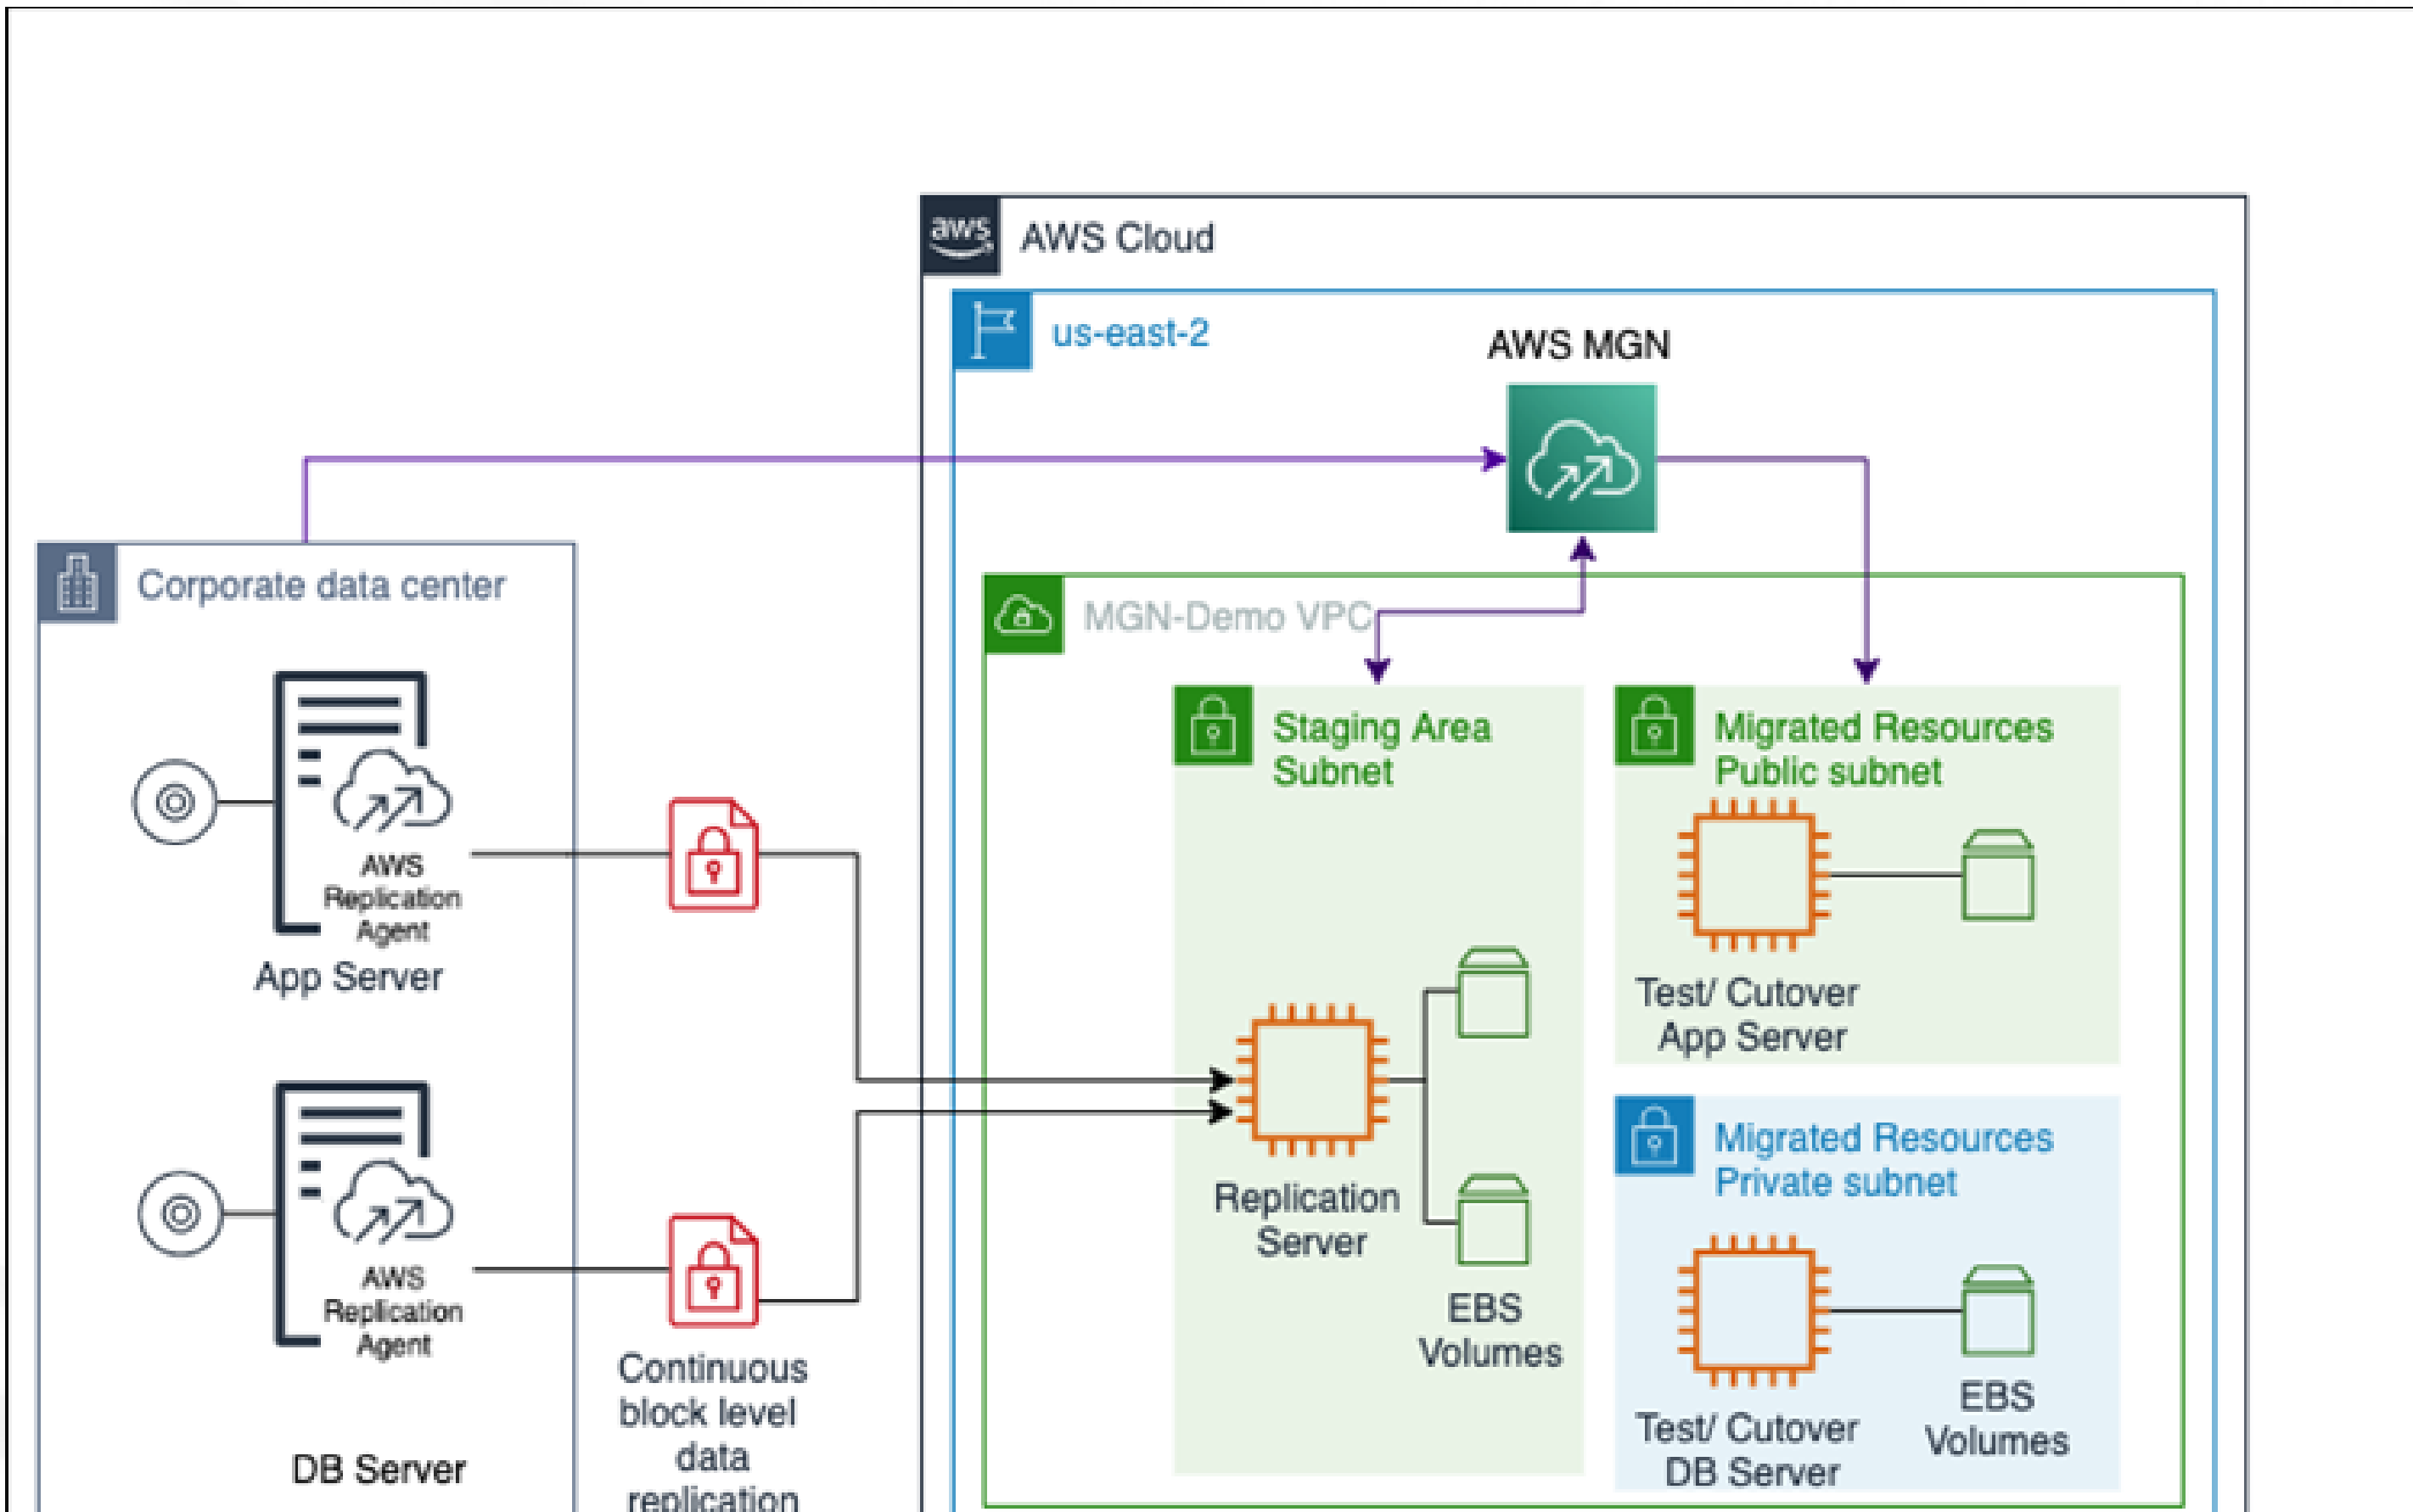 aws
AWS Cloud
us-east-2
AWS MGN
Corporate data center
MGN-Demo VPC
AWS
Replication
Agent
App Server
AWS
Replication
Agent
DB Server
Continuous
block level
data
replication
Staging Area
Subnet
Replication
Server
EBS
Volumes
Migrated Resources
Public subnet
Test/ Cutover
App Server
Migrated Resources
Private subnet
Test/ Cutover
DB Server
EBS
Volumes